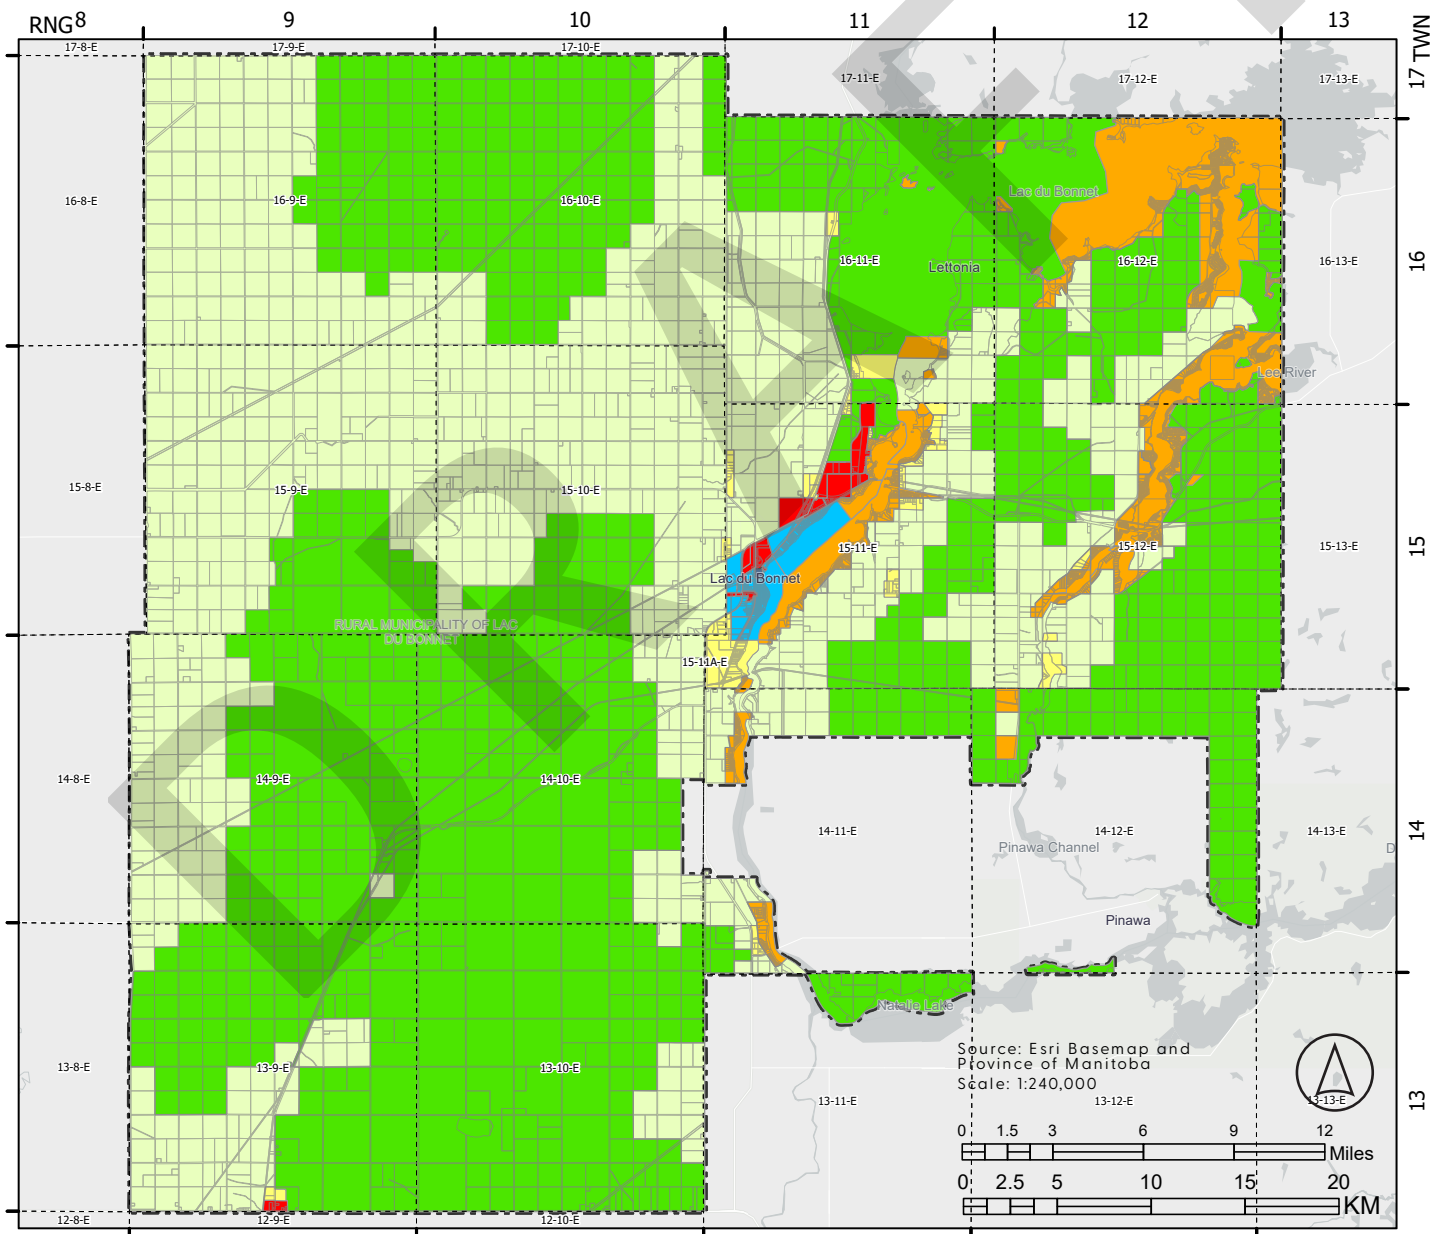 RNG 8 9 10 11 12 13
TWN
17-8-E 17-9-E 17-10-E
17-11-E 17-12-E 17-13-E
17
16-8-E 16-9-E 16-10-E
Lac du Bonnet
16-11-E 16-12-E 16-13-E
Lettonia
16
Lee River
15-8-E 15-9-E 15-10-E
15-11-E 15-12-E 15-13-E
15
Lac du Bonnet
RURAL MUNICIPALITY OF LAC
DU BONNET
15-11A-E
14-8-E 14-9-E 14-10-E
14-11-E 14-12-E 14-13-E
14
Pinawa Channel
D
Pinawa
Natalie Lake
13-8-E 13-9-E 13-10-E
13-11-E 13-12-E 13-13-E
13
12-8-E 12-9-E 12-10-E
DRAF
Source: Esri Basemap and
Province of Manitoba
Scale: 1:240,000
0 1.5 3 6 9 12
Miles
0 2.5 5 10 15 20
KM